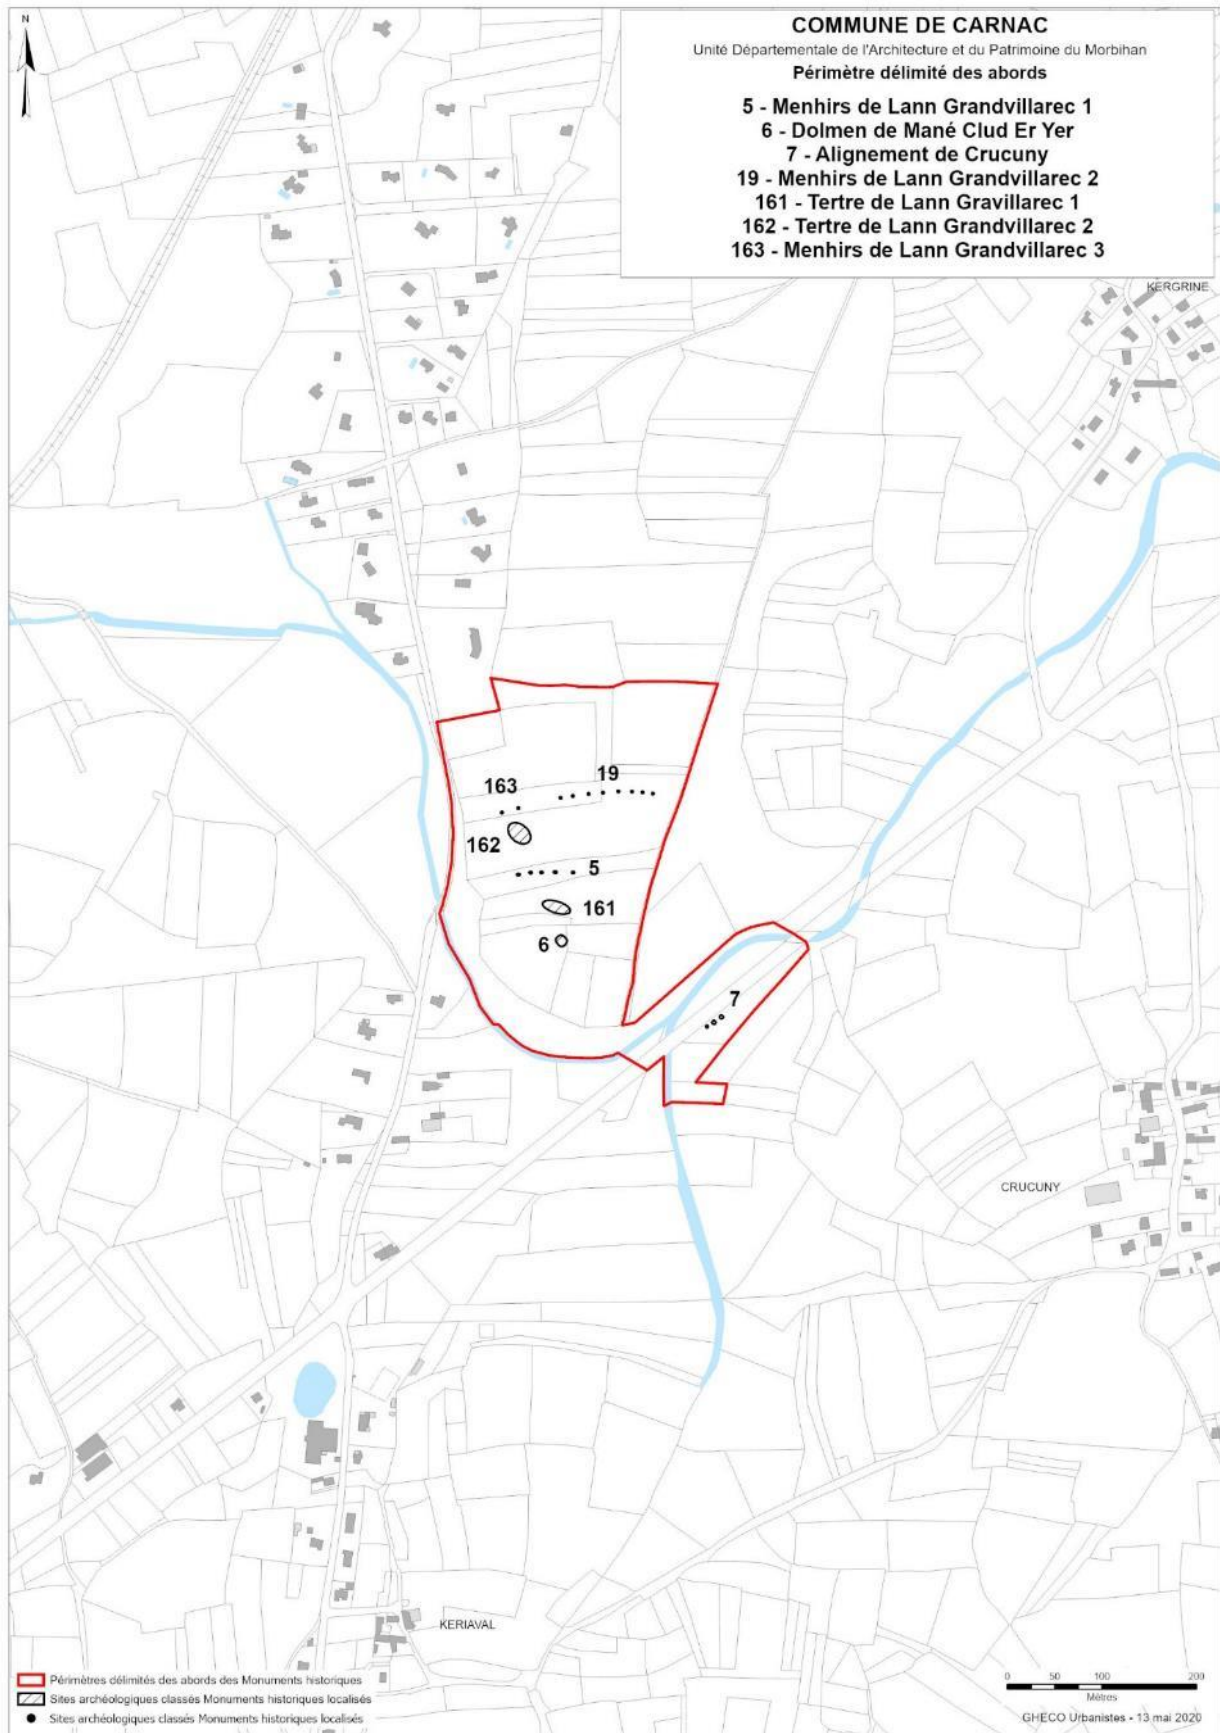 N
COMMUNE DE CARNAC
Unité Départementale de l'Architecture et du Patrimoine du Morbihan
Périmètre délimité des abords
5 - Menhirs de Lann Grandvillarec 1
6 - Dolmen de Mané Clud Er Yer
7 - Alignement de Crucuny
19 - Menhirs de Lann Grandvillarec 2
161 - Tertre de Lann Gravillarec 1
162 - Tertre de Lann Grandvillarec 2
163 - Menhirs de Lann Grandvillarec 3
KERGRINE
19
163
162
5
161
6
7
CRUCUNY
KERIAVAL
Périmètres délimités des abords des Monuments historiques
Sites archéologiques classés Monuments historiques localisés
Sites archéologiques classés Monuments historiques localisés
0 50 100 200
Mètres
GHECO Urbanistes - 13 mai 2020